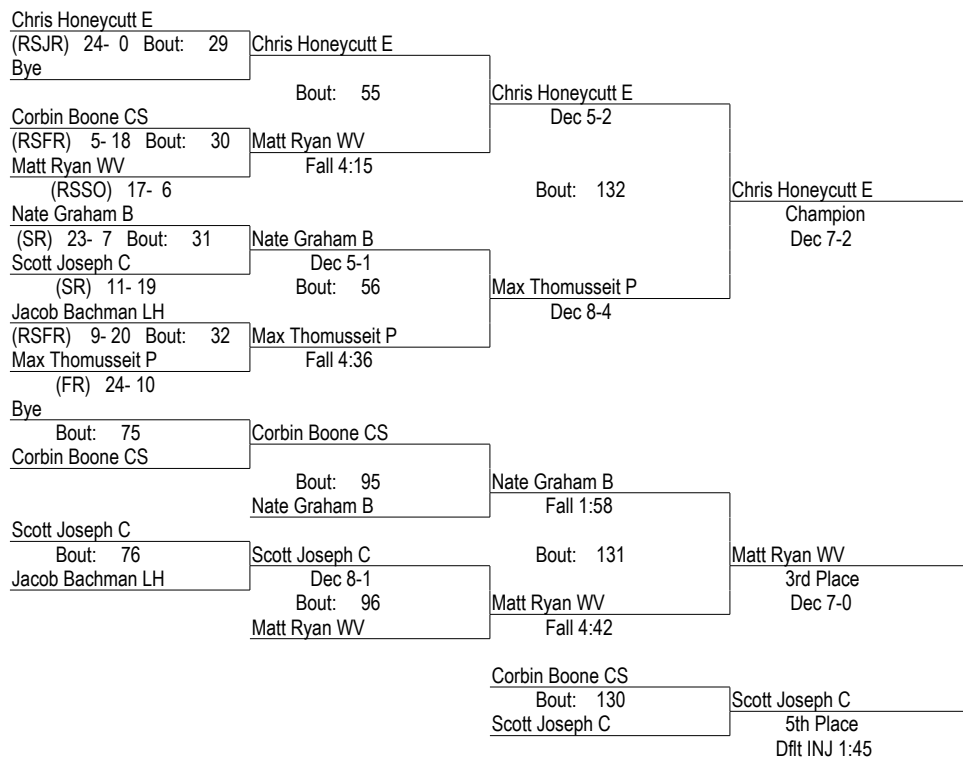 Chris Honeycutt E
(RSJR) 24- 0 Bout: 29
Bye
Chris Honeycutt E
Bout: 55
Corbin Boone CS
(RSFR) 5- 18 Bout: 30
Matt Ryan WV
(RSSO) 17- 6
Matt Ryan WV
Fall 4:15
Chris Honeycutt E
Dec 5-2
Bout: 132
Nate Graham B
(SR) 23- 7 Bout: 31
Scott Joseph C
(SR) 11- 19
Nate Graham B
Dec 5-1
Bout: 56
Jacob Bachman LH
(RSFR) 9- 20 Bout: 32
Max Thomusseit P
(FR) 24- 10
Max Thomusseit P
Fall 4:36
Max Thomusseit P
Dec 8-4
Chris Honeycutt E
Champion
Dec 7-2
Bye
Bout: 75
Corbin Boone CS
Corbin Boone CS
Bout: 95
Nate Graham B
Nate Graham B
Fall 1:58
Bout: 131
Scott Joseph C
Bout: 76
Jacob Bachman LH
Scott Joseph C
Dec 8-1
Bout: 96
Matt Ryan WV
Matt Ryan WV
Fall 4:42
Matt Ryan WV
3rd Place
Dec 7-0
Corbin Boone CS
Bout: 130
Scott Joseph C
Scott Joseph C
5th Place
Dflt INJ 1:45